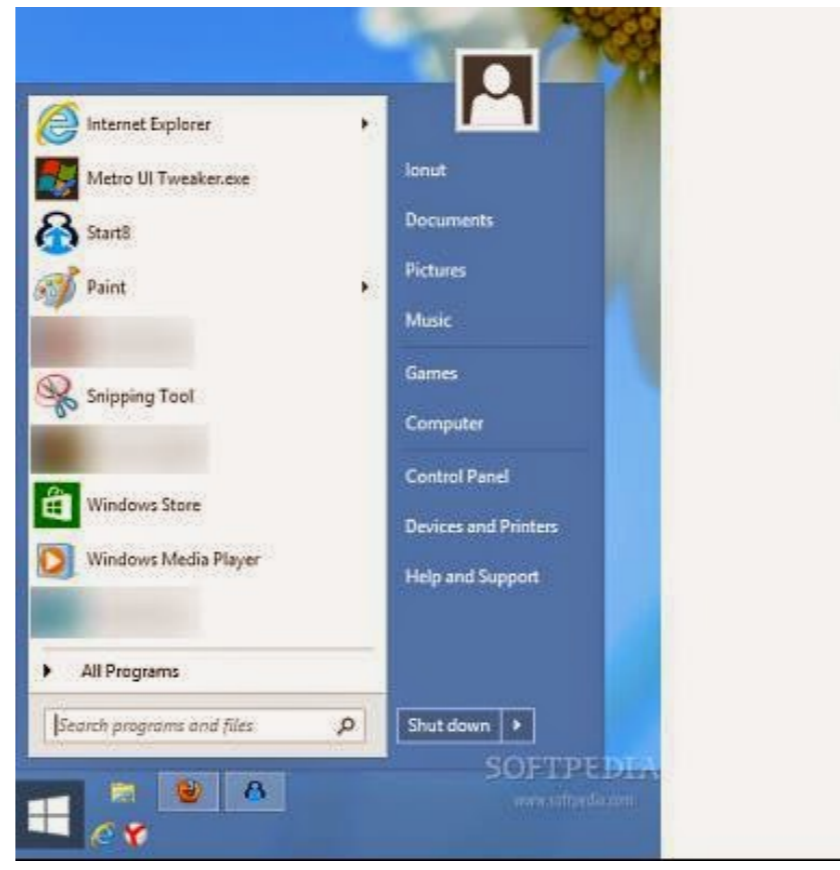 Internet Explorer
Metro UI Tweaker.exe
Start8
Paint
Snipping Tool
Windows Store
Windows Media Player
All Programs
Search programs and files
Ionut
Documents
Pictures
Music
Games
Computer
Control Panel
Devices and Printers
Help and Support
Shut down
SOFTPEDIA
www.softpedia.com